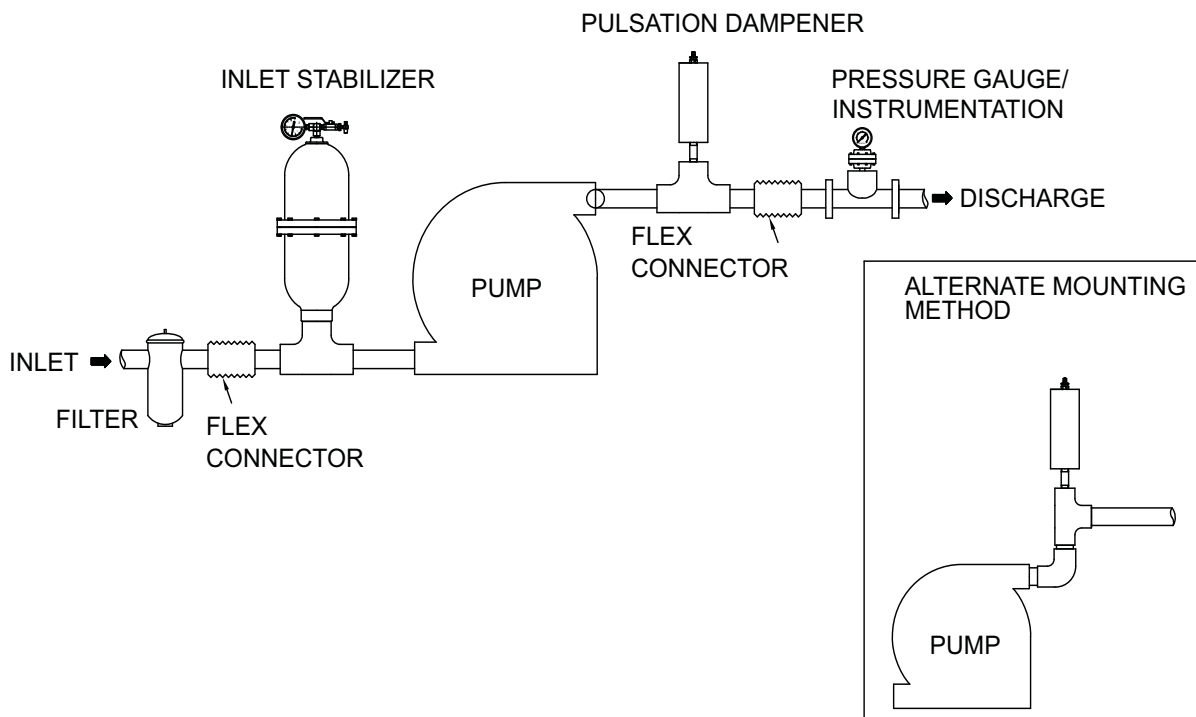 PULSATION DAMPENER
INLET STABILIZER
PRESSURE GAUGE/
INSTRUMENTATION
DISCHARGE
FLEX
CONNECTOR
PUMP
ALTERNATE MOUNTING
METHOD
INLET
FILTER
FLEX
CONNECTOR
PUMP